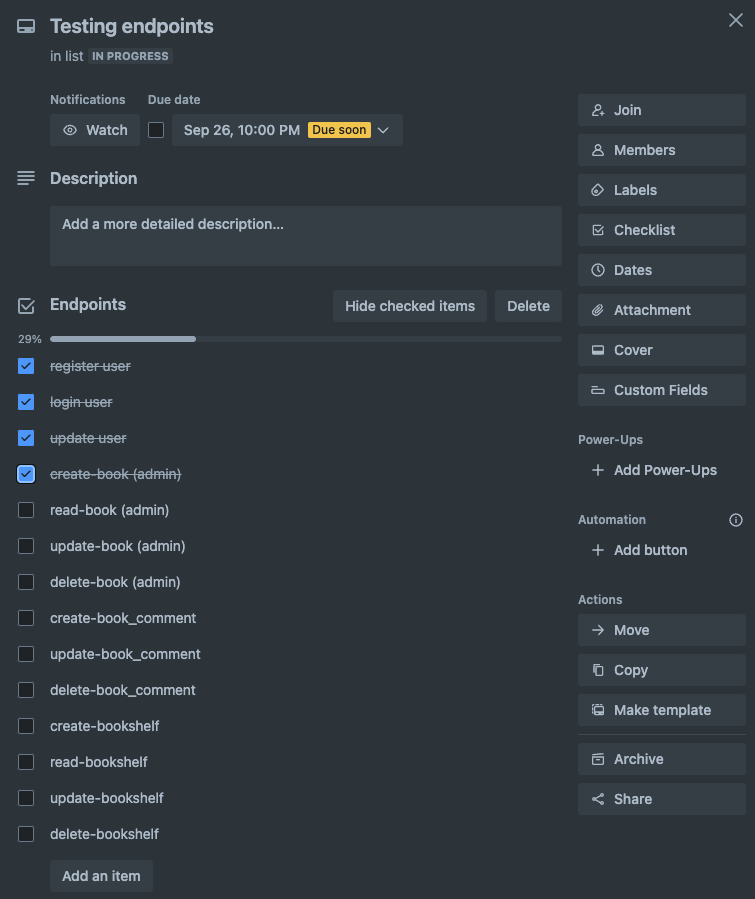 Testing endpoints
in list IN PROGRESS
Notifications
Due date
Watch
Sep 26, 10:00 PM Due soon
Description
Add a more detailed description...
Endpoints
Hide checked items
Delete
29%
register user
login user
update user
create-book (admin)
read-book (admin)
update-book (admin)
delete-book (admin)
create-book_comment
update-book_comment
delete-book_comment
create-bookshelf
read-bookshelf
update-bookshelf
delete-bookshelf
Add an item
Join
Members
Labels
Checklist
Dates
Attachment
Cover
Custom Fields
Power-Ups
Add Power-Ups
Automation
Add button
Actions
Move
Copy
Make template
Archive
Share